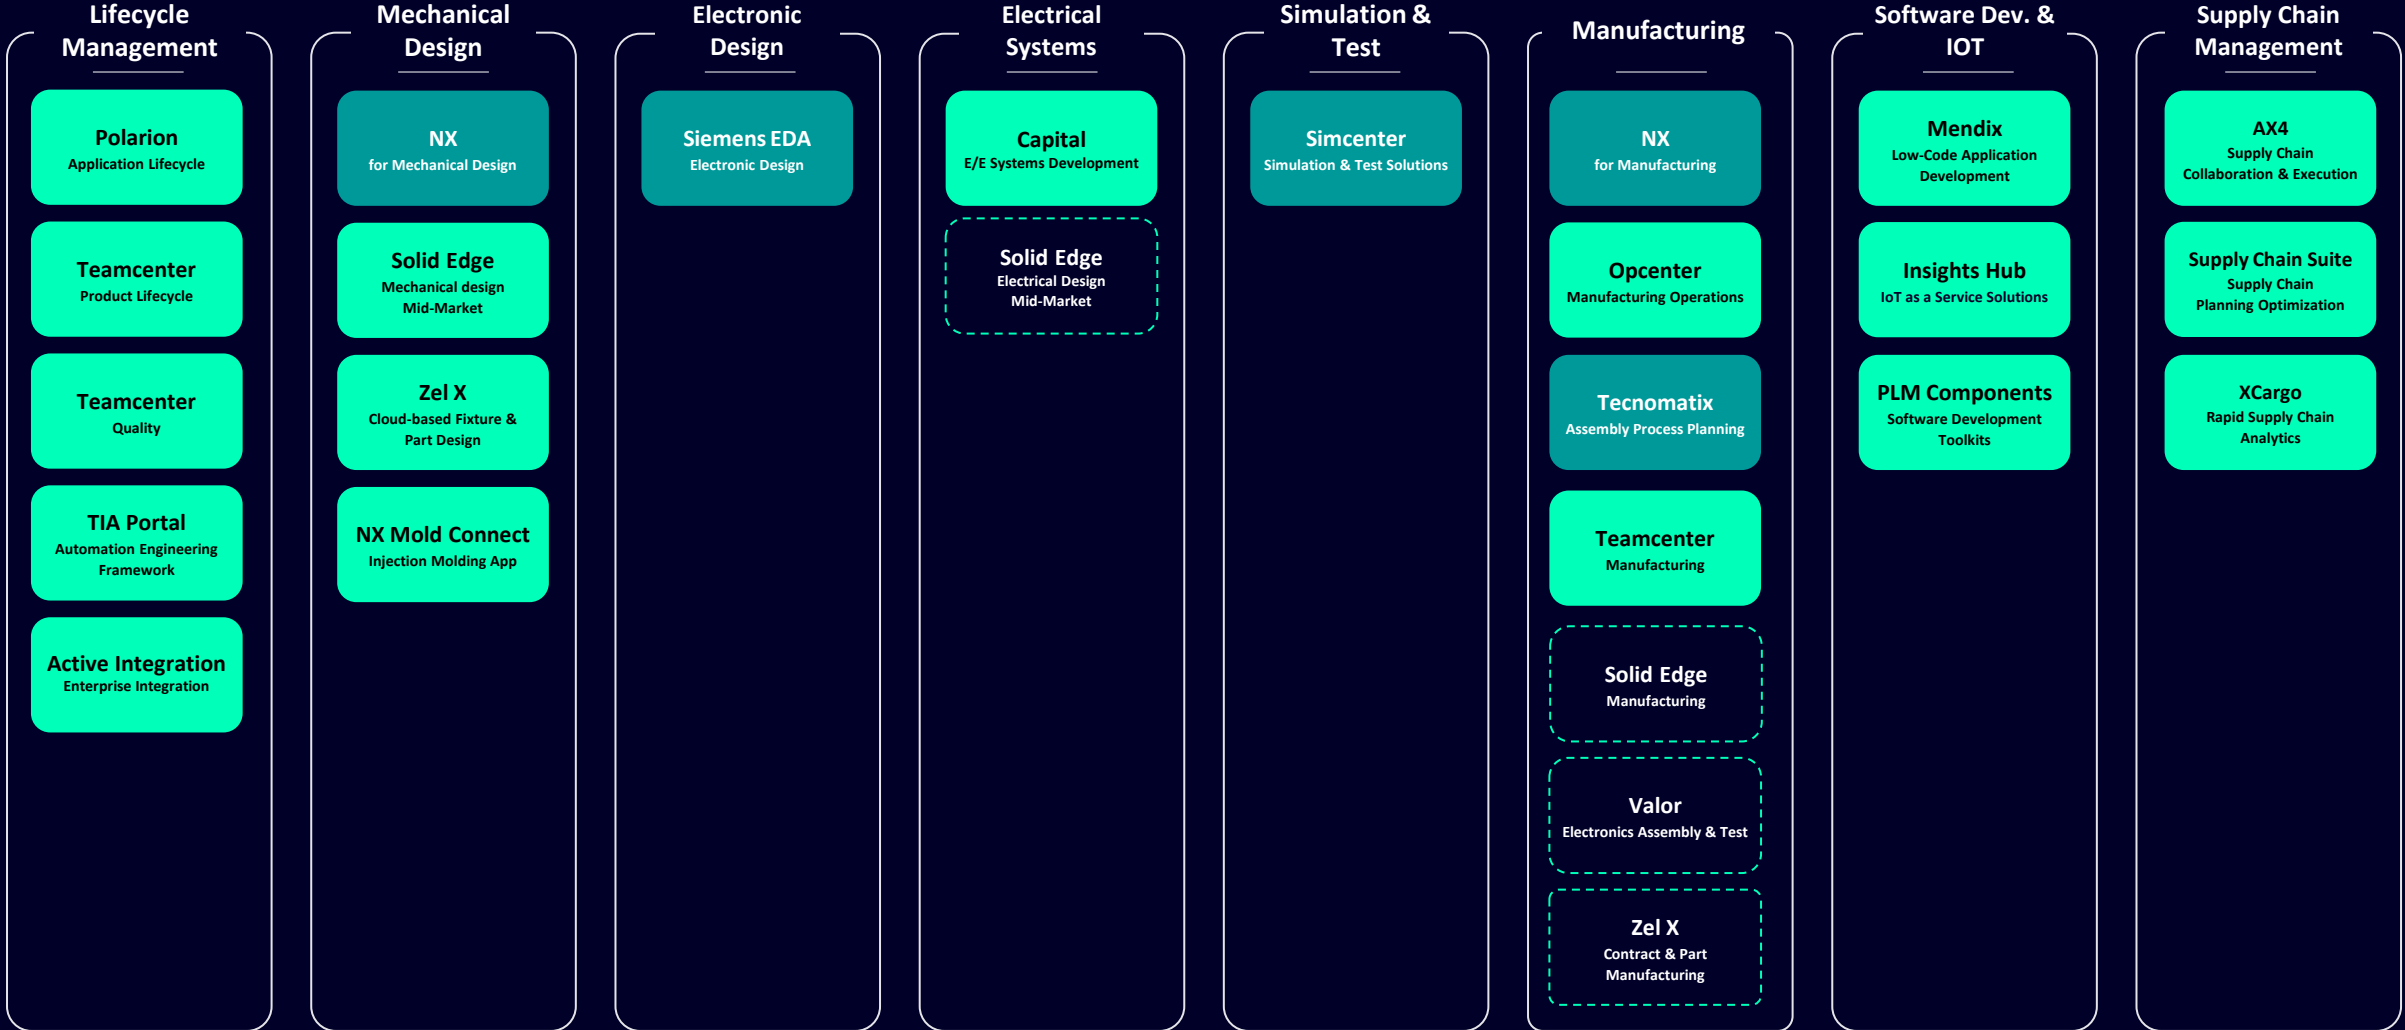 Lifecycle
Management
Polarion
Application Lifecycle
Teamcenter
Product Lifecycle
Teamcenter
Quality
TIA Portal
Automation Engineering
Framework
Active Integration
Enterprise Integration
Mechanical
Design
NX
for Mechanical Design
Solid Edge
Mechanical design
Mid-Market
Zel X
Cloud-based Fixture &
Part Design
NX Mold Connect
Injection Molding App
Electronic
Design
Siemens EDA
Electronic Design
Electrical
Systems
Capital
E/E Systems Development
Solid Edge
Electrical Design
Mid-Market
Simulation &
Test
Simcenter
Simulation & Test Solutions
Manufacturing
NX
for Manufacturing
Opcenter
Manufacturing Operations
Tecnomatix
Assembly Process Planning
Teamcenter
Manufacturing
Solid Edge
Manufacturing
Valor
Electronics Assembly & Test
Zel X
Contract & Part
Manufacturing
Software Dev. &
IOT
Mendix
Low-Code Application
Development
Insights Hub
IoT as a Service Solutions
PLM Components
Software Development
Toolkits
Supply Chain
Management
AX4
Supply Chain
Collaboration & Execution
Supply Chain Suite
Supply Chain
Planning Optimization
XCargo
Rapid Supply Chain
Analytics